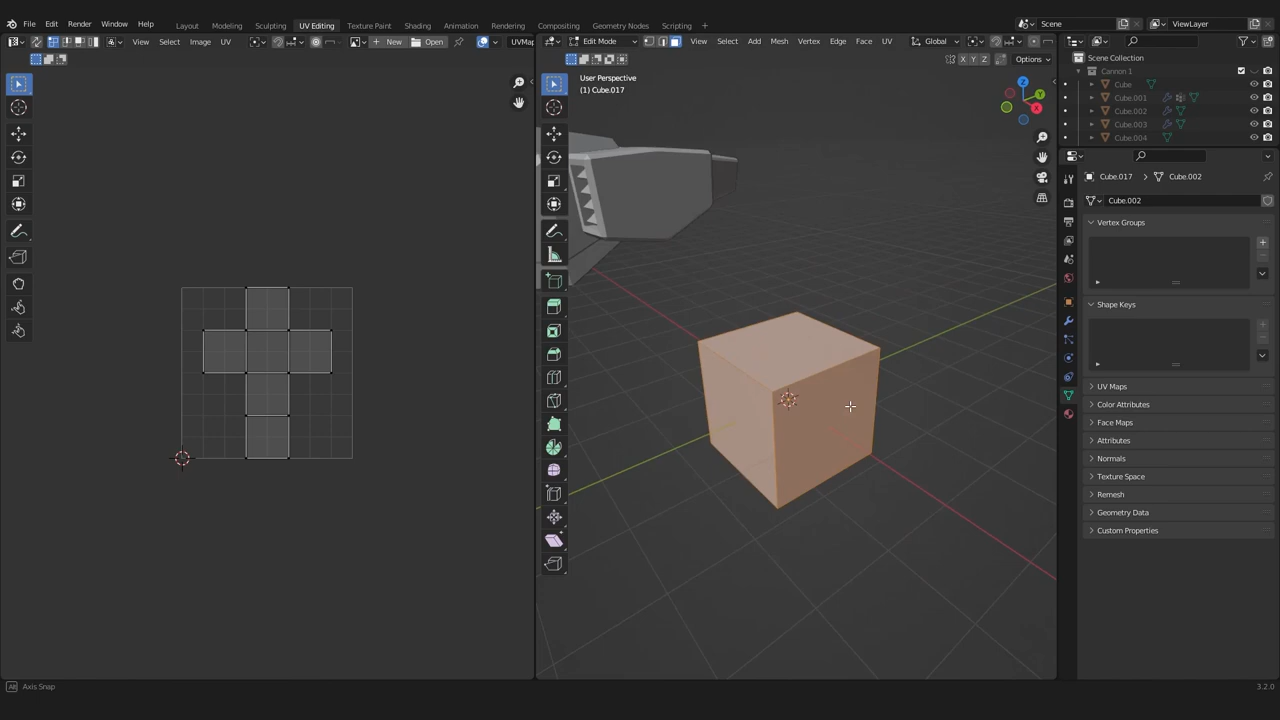 File Edit Render Window Help Layout Modeling Sculpting UV Editing Texture Paint Shading Animation Rendering Compositing Geometry Nodes Scripting + Scene ViewLayer
View Select Image UV New Open UVMap Edit Mode View Select Add Mesh Vertex Edge Face UV Global
X Y Z Options
Scene Collection
Cannon 1
Cube
Cube.001
Cube.002
Cube.003
Cube.004
User Perspective
(1) Cube.017
Z
Y
X
Cube.017 > Cube.002
Cube.002
Vertex Groups
Shape Keys
UV Maps
Color Attributes
Face Maps
Attributes
Normals
Texture Space
Remesh
Geometry Data
Custom Properties
Alt Axis Snap
3.2.0